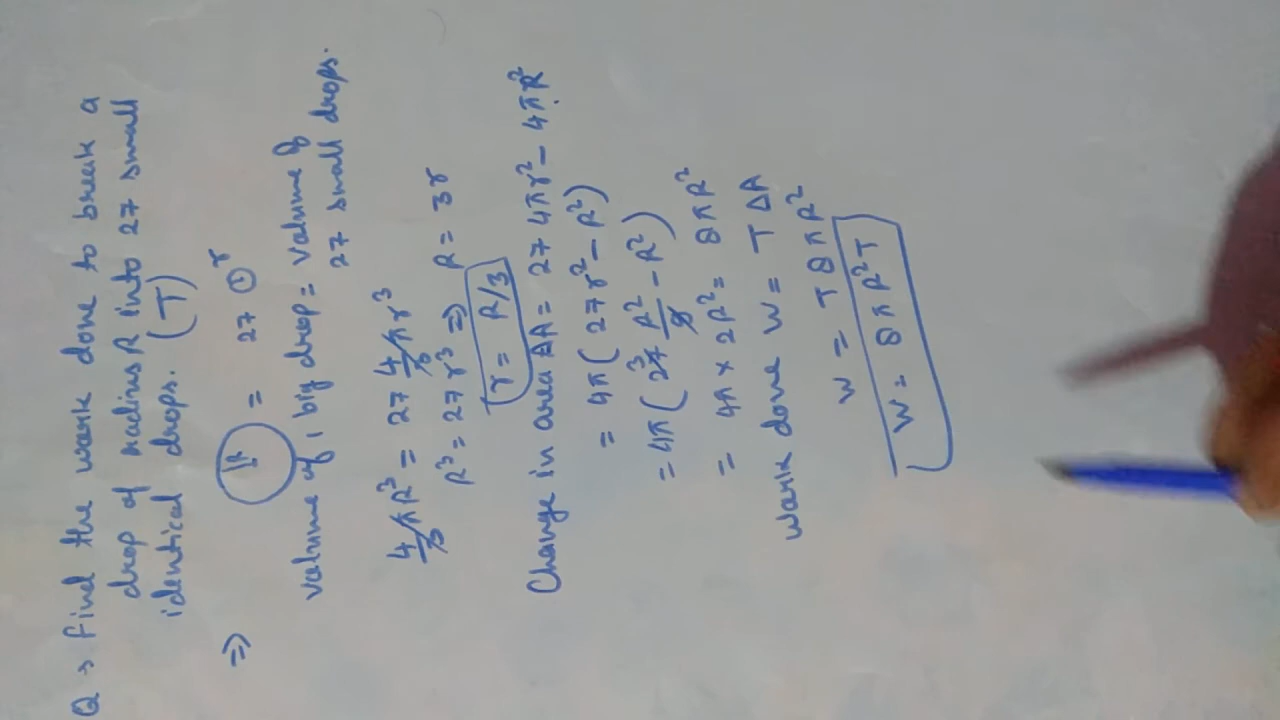 Q → Find the work done to break a
drop of radius R into 27 small
identical drops. (T)
⇒ R = 27 r
volume of 1 big drop = volume of
27 small drops.
4/3 πR³ = 27 4/3 πr³
R³ = 27r³ ⇒ R = 3r
r = R/3
Change in area ΔA = 27 4πr² - 4πR²
= 4π(27r² - R²)
= 4π(27 3 R²/9 - R²)
= 4π × 2R² = 8πR²
work done W = T ΔA
W = T 8πR²
W = 8πR²T